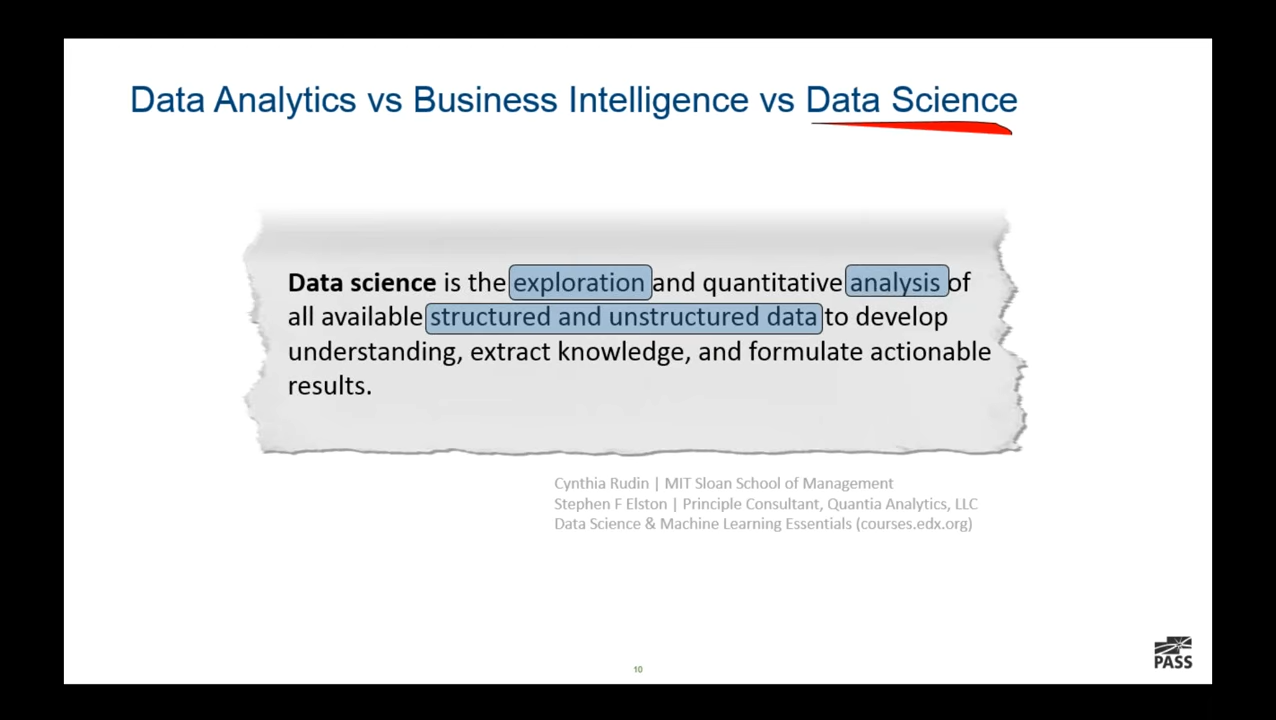 Data Analytics vs Business Intelligence vs Data Science
Data science is the exploration and quantitative analysis of
all available structured and unstructured data to develop
understanding, extract knowledge, and formulate actionable
results.
Cynthia Rudin | MIT Sloan School of Management
Stephen F Elston | Principle Consultant, Quantia Analytics, LLC
Data Science & Machine Learning Essentials (courses.edx.org)
10
PASS